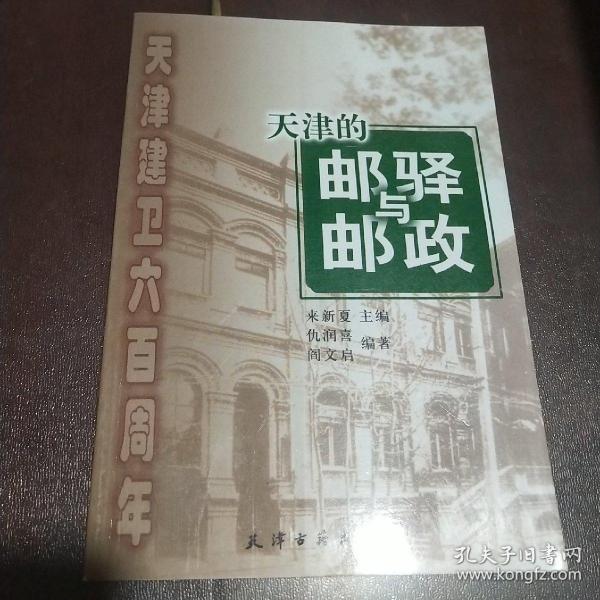 天津建卫六百周年
天津的
邮驿
与
邮政
来新夏 主编
仇润喜
阎文启 编著
天津古籍
孔夫子旧书网
www.kongfz.com